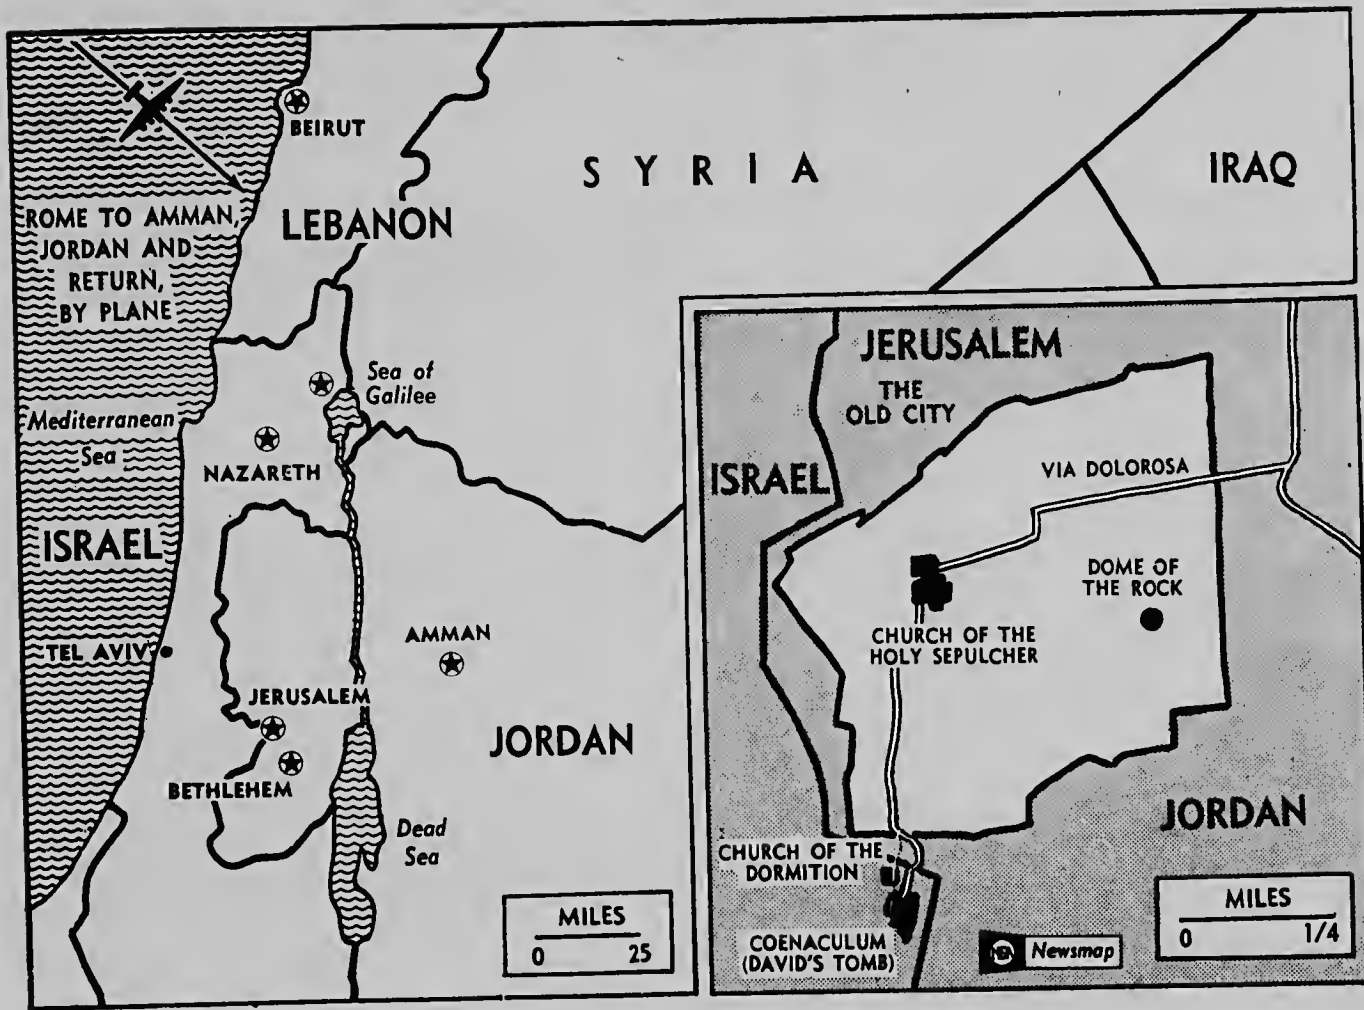 BEIRUT
SYRIA
IRAQ
LEBANON
ROME TO AMMAN,
JORDAN AND
RETURN,
BY PLANE
Sea of
Galilee
Mediterranean
Sea
NAZARETH
ISRAEL
TEL AVIV
AMMAN
JERUSALEM
JORDAN
BETHLEHEM
Dead
Sea
MILES
0 25
JERUSALEM
THE
OLD CITY
ISRAEL
VIA DOLOROSA
DOME OF
THE ROCK
CHURCH OF THE
HOLY SEPULCHER
JORDAN
CHURCH OF THE
DORMITION
COENACULUM
(DAVID'S TOMB)
NEA Newsmap
MILES
0 1/4